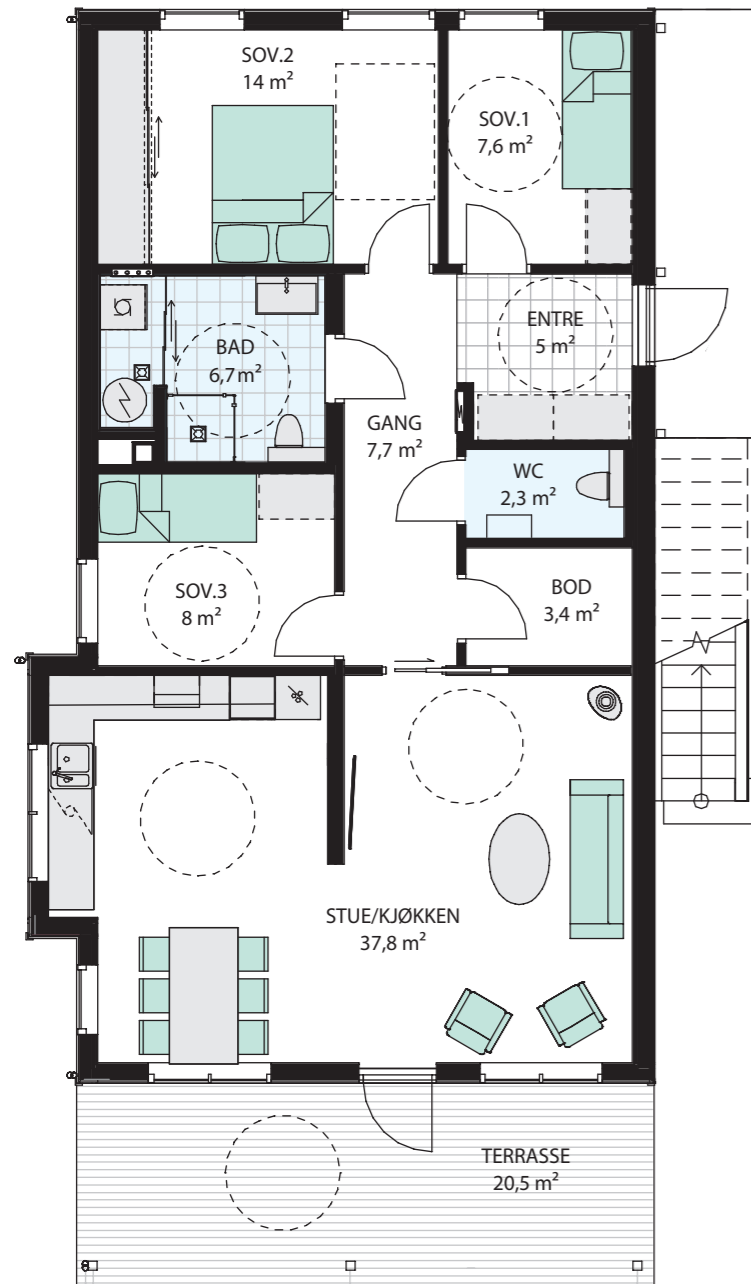 SOV.2
14 m²
SOV.1
7,6 m²
ENTRE
5 m²
BAD
6,7 m²
GANG
7,7 m²
WC
2,3 m²
SOV.3
8 m²
BOD
3,4 m²
STUE/KJØKKEN
37,8 m²
TERRASSE
20,5 m²